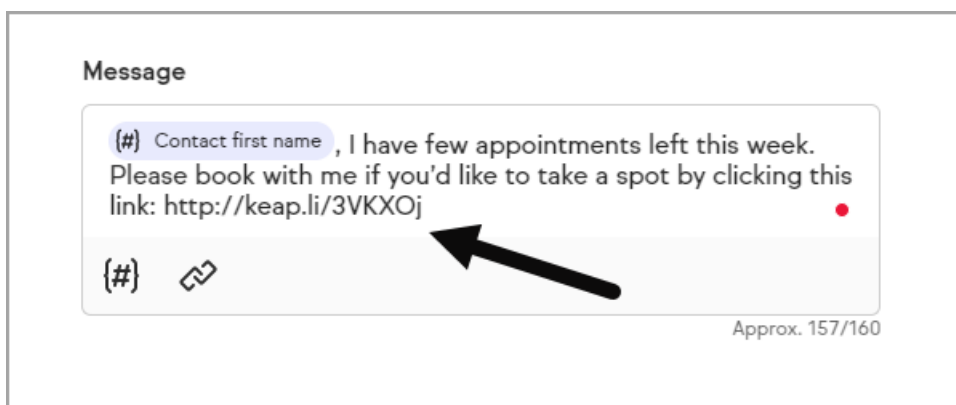 Message
{#} Contact first name , I have few appointments left this week.
Please book with me if you'd like to take a spot by clicking this
link: http://keap.li/3VKXOj
{#}
Approx. 157/160